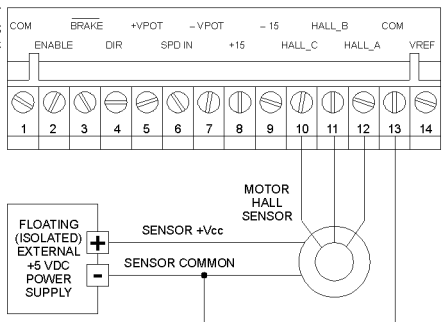 COM BRAKE +VPOT – VPOT – 15 HALL_B COM
ENABLE DIR SPD IN +15 HALL_C HALL_A VREF
1 2 3 4 5 6 7 8 9 10 11 12 13 14
MOTOR
HALL
SENSOR
FLOATING
(ISOLATED)
EXTERNAL
+5 VDC
POWER
SUPPLY
+
-
SENSOR +Vcc
SENSOR COMMON